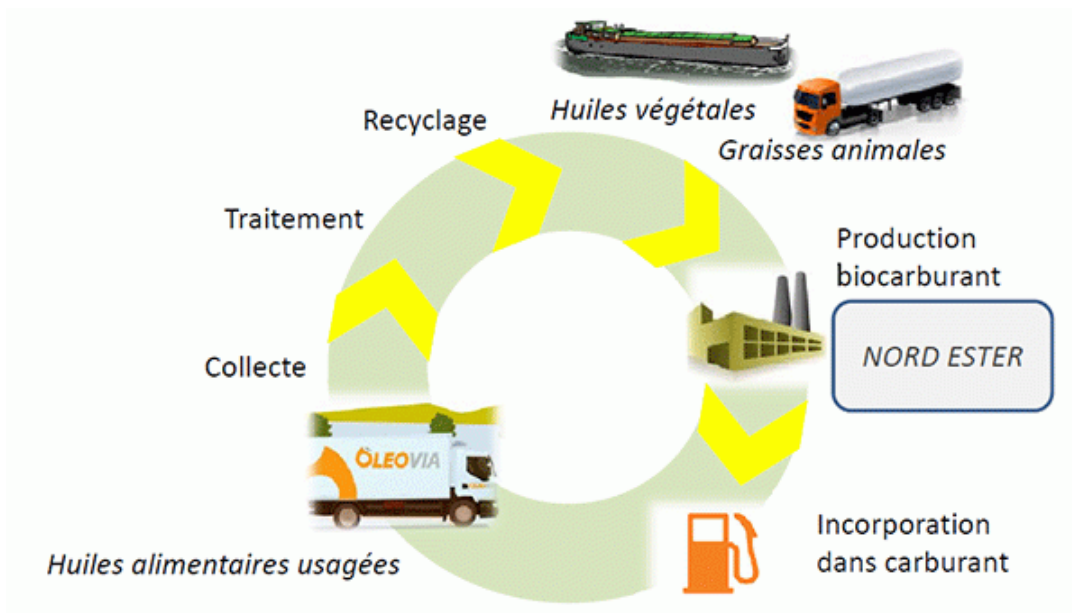 Huiles végétales
Graisses animales
Recyclage
Traitement
Collecte
ÔLEOVIA
Huiles alimentaires usagées
Production
biocarburant
NORD ESTER
Incorporation
dans carburant